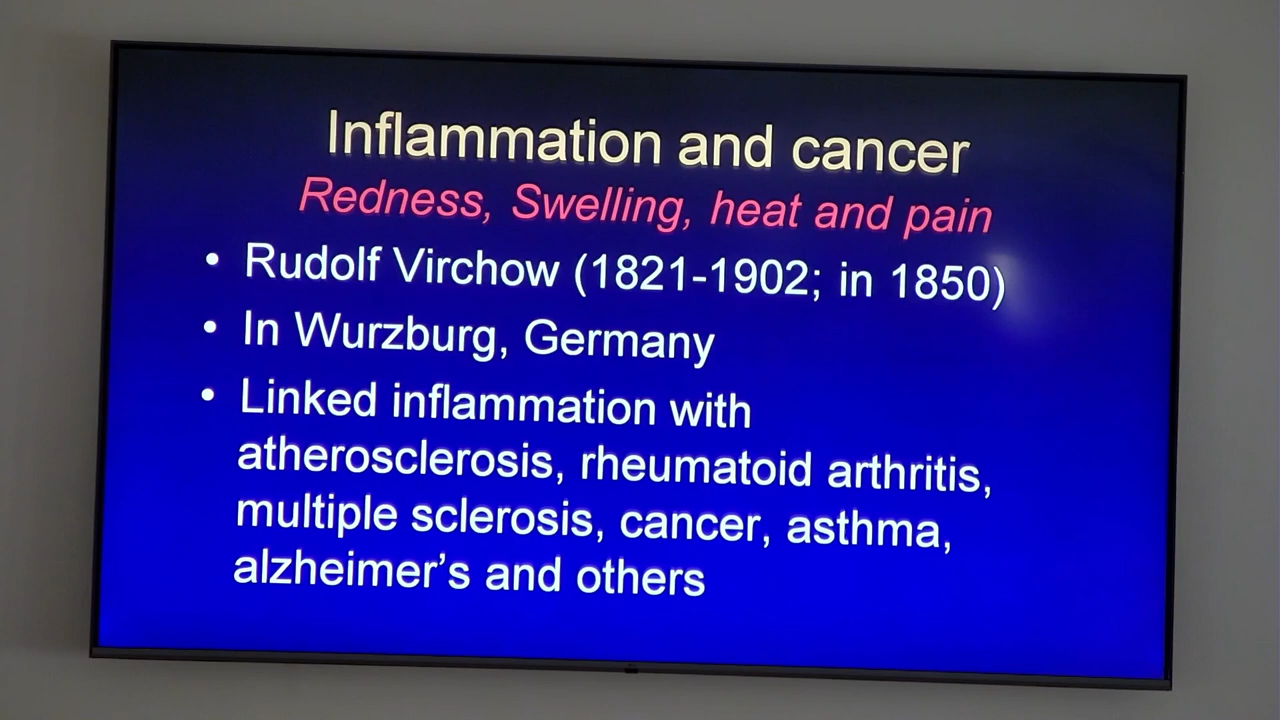 Inflammation and cancer
Redness, Swelling, heat and pain
• Rudolf Virchow (1821-1902; in 1850)
• In Wurzburg, Germany
• Linked inflammation with
atherosclerosis, rheumatoid arthritis,
multiple sclerosis, cancer, asthma,
alzheimer's and others